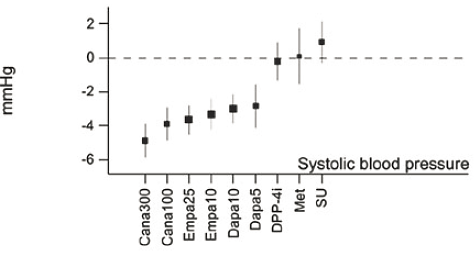 mmHg
2
0
-2
-4
-6
Systolic blood pressure
Cana300
Cana100
Empa25
Empa10
Dapa10
Dapa5
DPP-4i
Met
SU